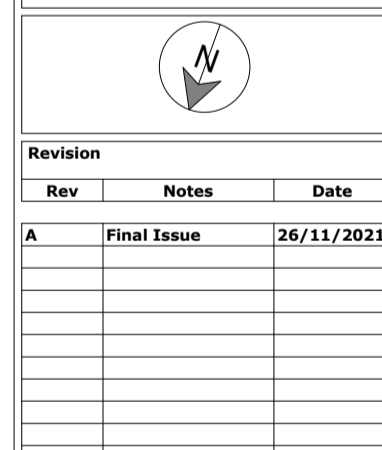 N
Revision
Rev Notes Date
A Final Issue 26/11/2021